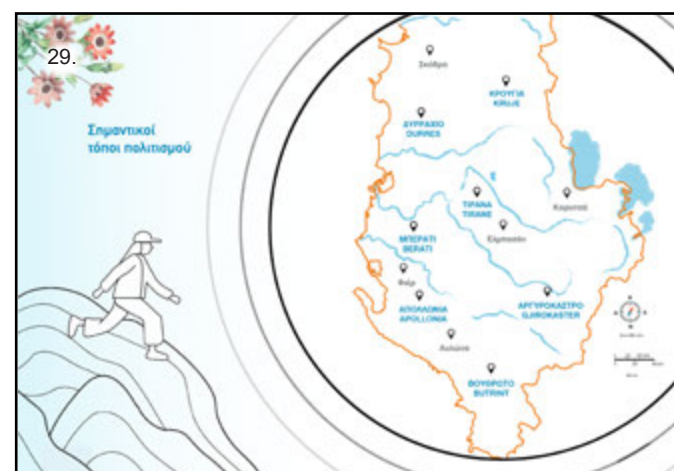 29.
Σημαντικοί
τόποι πολιτισμού
Σκόδρα
ΚΡΟΥΓΙΑ
KRUJE
ΔΥΡΡΑΧΙΟ
DURRES
ΤΙΡΑΝΑ
TIRANE
Κορυτσά
Ελμπασάν
ΜΠΕΡΑΤΙ
BERATI
Φιέρ
ΑΠΟΛΛΩΝΙΑ
APOLLONIA
ΑΡΓΥΡΟΚΑΣΤΡΟ
GJIROKASTER
Αυλώνα
ΒΟΥΘΡΩΤΟ
BUTRINT